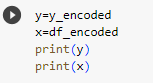 y=y_encoded
x=df_encoded
print(y)
print(x)